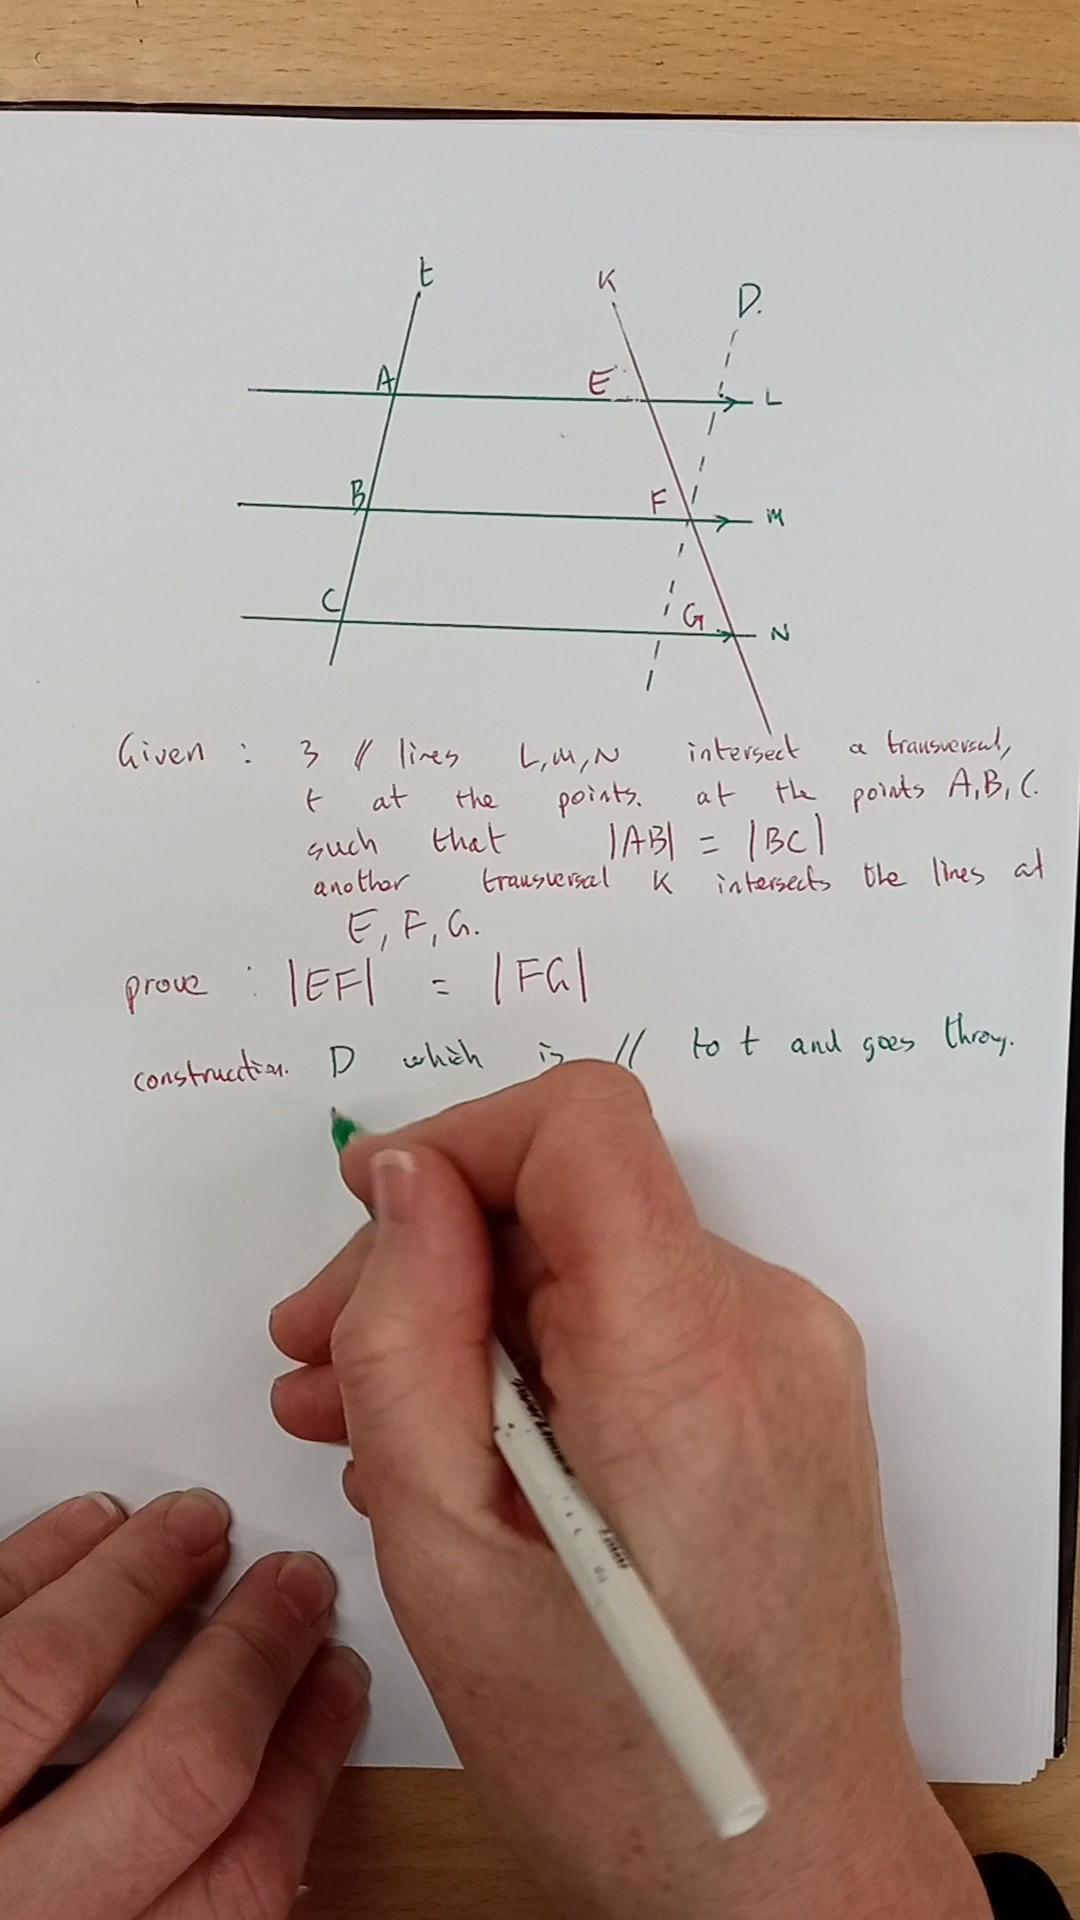 t K D.
A E L
B F M
C G N
Given : 3 // lines L, M, N intersect a transversal,
t at the points. at the points A, B, C.
such that |AB| = |BC|
another transversal K intersects the lines at
E, F, G.
prove : |EF| = |FG|
construction. D which is // to t and goes throy.